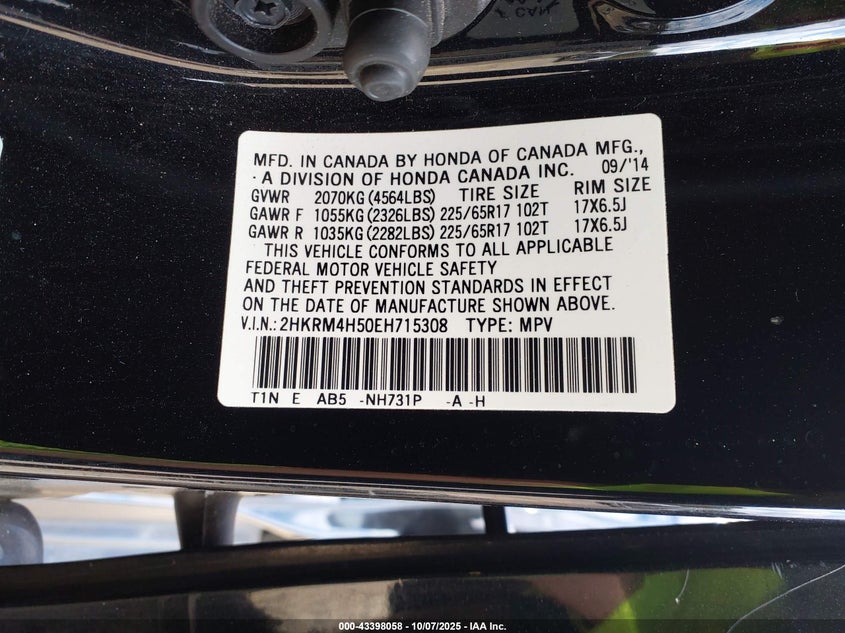 MFD. IN CANADA BY HONDA OF CANADA MFG.,
· A DIVISION OF HONDA CANADA INC. 09/'14
GVWR 2070KG (4564LBS) TIRE SIZE RIM SIZE
GAWR F 1055KG (2326LBS) 225/65R17 102T 17X6.5J
GAWR R 1035KG (2282LBS) 225/65R17 102T 17X6.5J
THIS VEHICLE CONFORMS TO ALL APPLICABLE
FEDERAL MOTOR VEHICLE SAFETY
AND THEFT PREVENTION STANDARDS IN EFFECT
ON THE DATE OF MANUFACTURE SHOWN ABOVE.
V.I.N.: 2HKRM4H50EH715308 TYPE: MPV
T1N E AB5 -NH731P -A -H
000-43398058 - 10/07/2025 - IAA Inc.